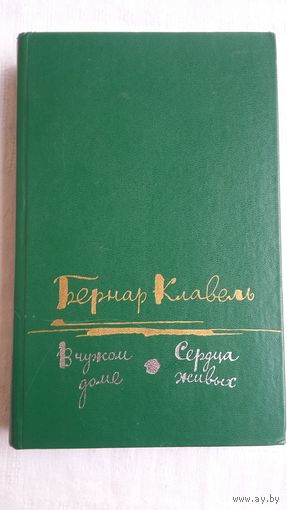 Бернар Клавель
В чужом
доме
Сердца
живых
www.ay.by